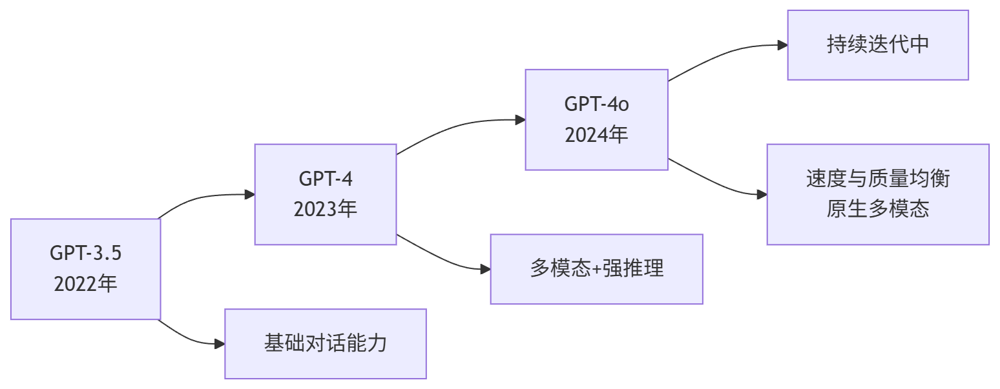 GPT-3.5
2022年
基础对话能力
GPT-4
2023年
多模态+强推理
GPT-4o
2024年
持续迭代中
速度与质量均衡
原生多模态